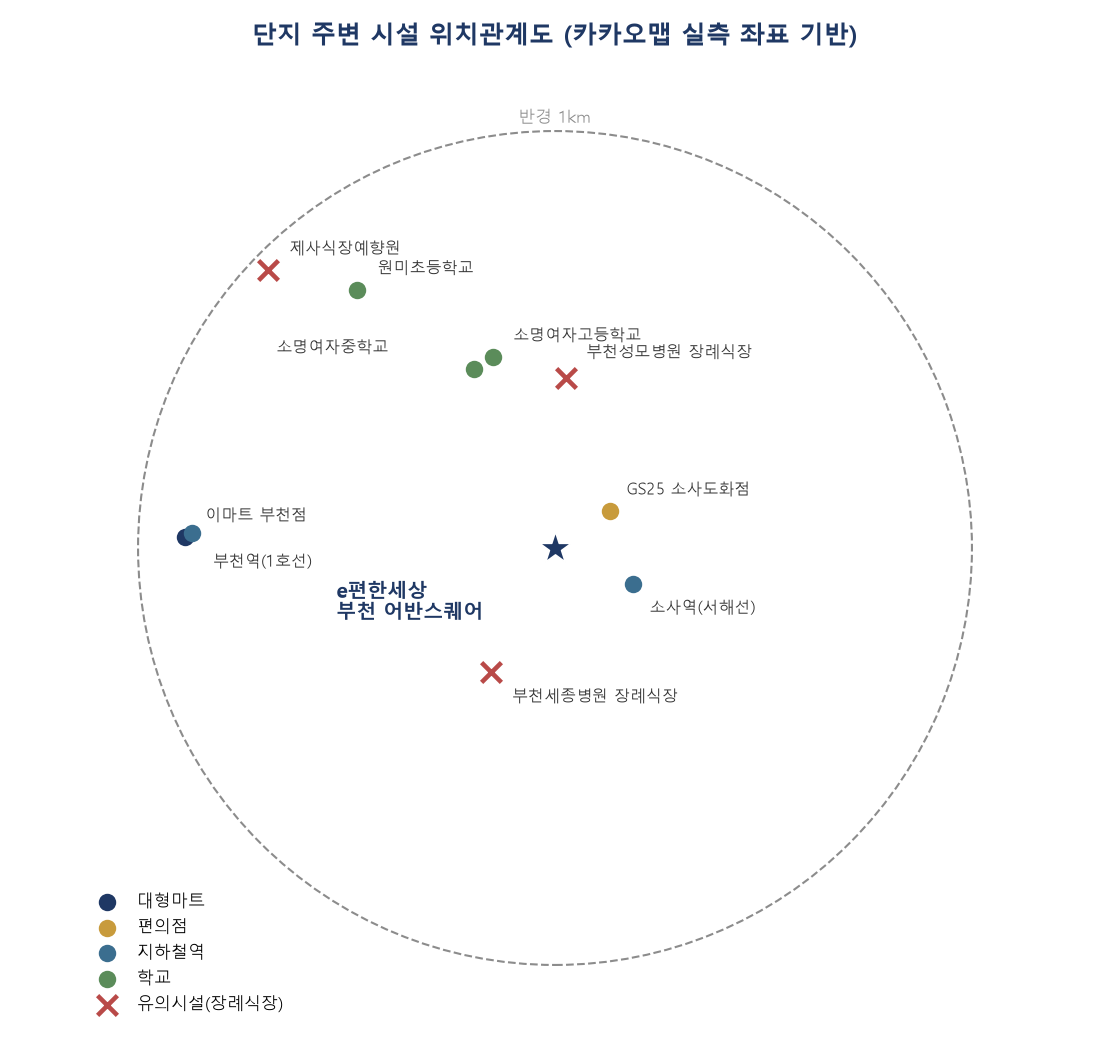 단지 주변 시설 위치관계도 (카카오맵 실측 좌표 기반)
반경 1km
제사식장예향원
원미초등학교
소명여자고등학교
소명여자중학교
부천성모병원 장례식장
GS25 소사도화점
이마트 부천점
부천역(1호선)
e편한세상
부천 어반스퀘어
소사역(서해선)
부천세종병원 장례식장
대형마트
편의점
지하철역
학교
유의시설(장례식장)